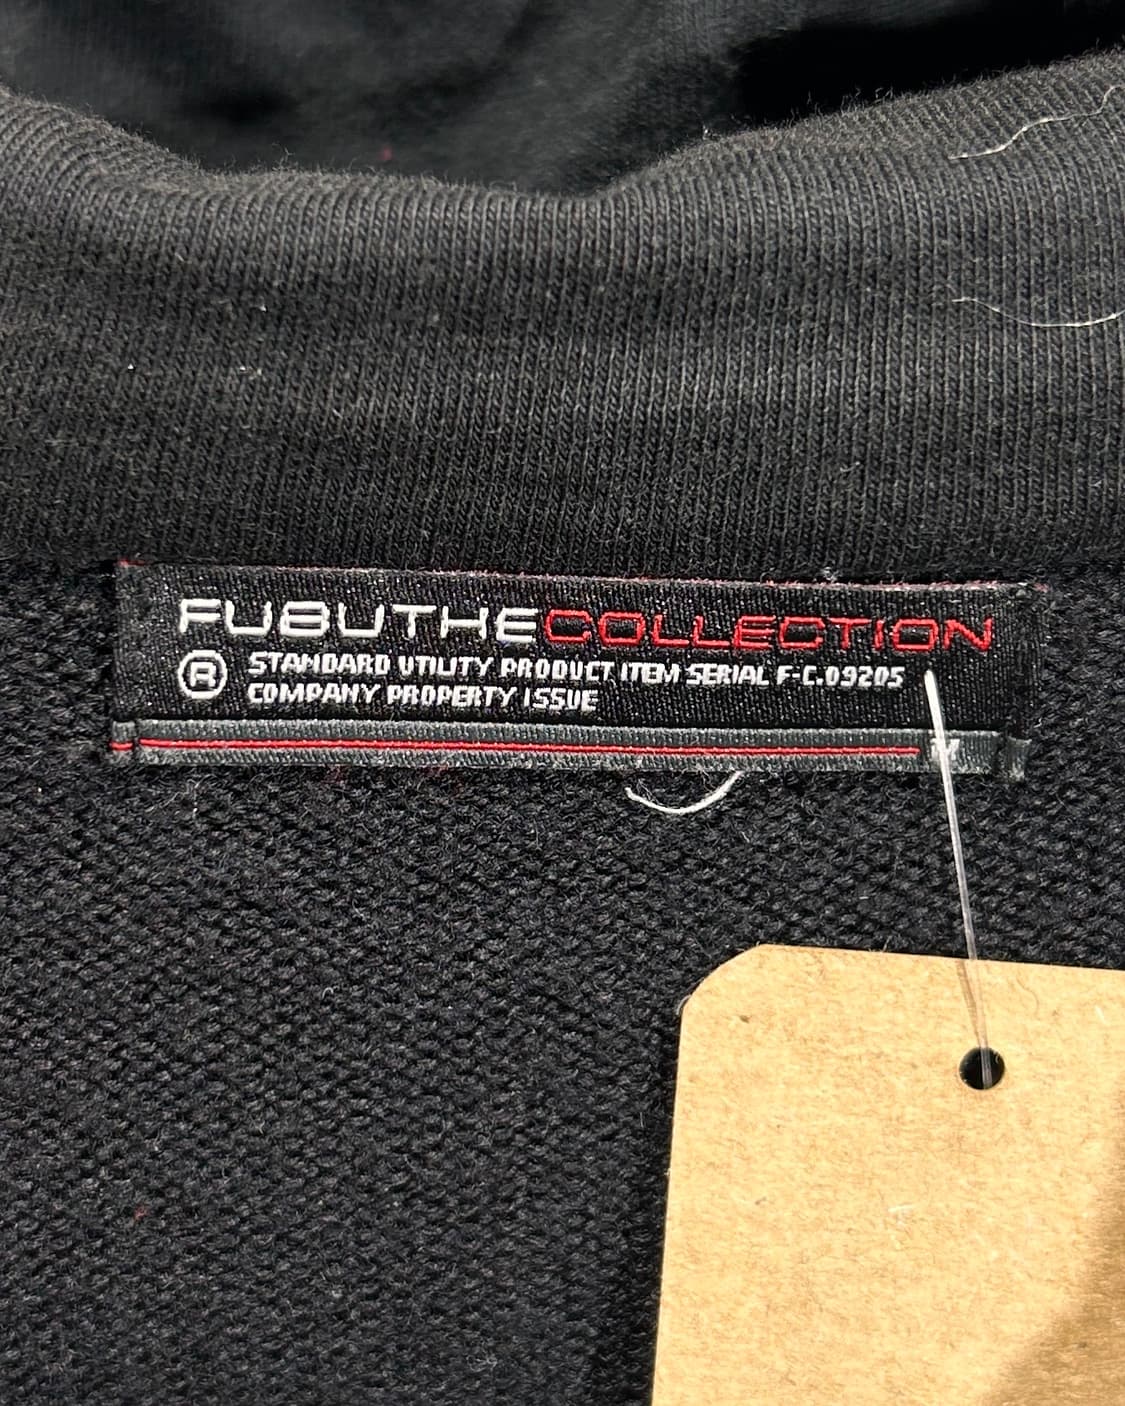 FUBUTHECOLLECTION
® STANDARD UTILITY PRODUCT ITEM SERIAL F-C.09205
COMPANY PROPERTY ISSUE